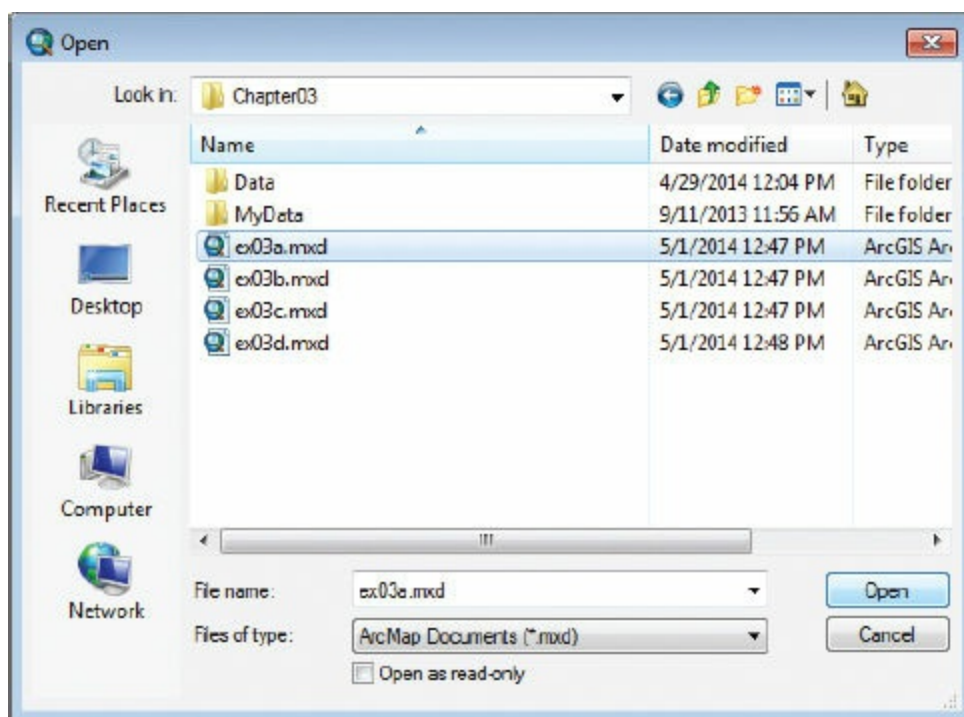 Open
Look in: Chapter03
Name Date modified Type
Data 4/29/2014 12:04 PM File folder
MyData 9/11/2013 11:56 AM File folder
ex03a.mxd 5/1/2014 12:47 PM ArcGIS Ar
ex03b.mxd 5/1/2014 12:47 PM ArcGIS Ar
ex03c.mxd 5/1/2014 12:47 PM ArcGIS Ar
ex03d.mxd 5/1/2014 12:48 PM ArcGIS Ar
Recent Places
Desktop
Libraries
Computer
Network
File name: ex03a.mxd Open
Files of type: ArcMap Documents (*.mxd) Cancel
Open as read-only